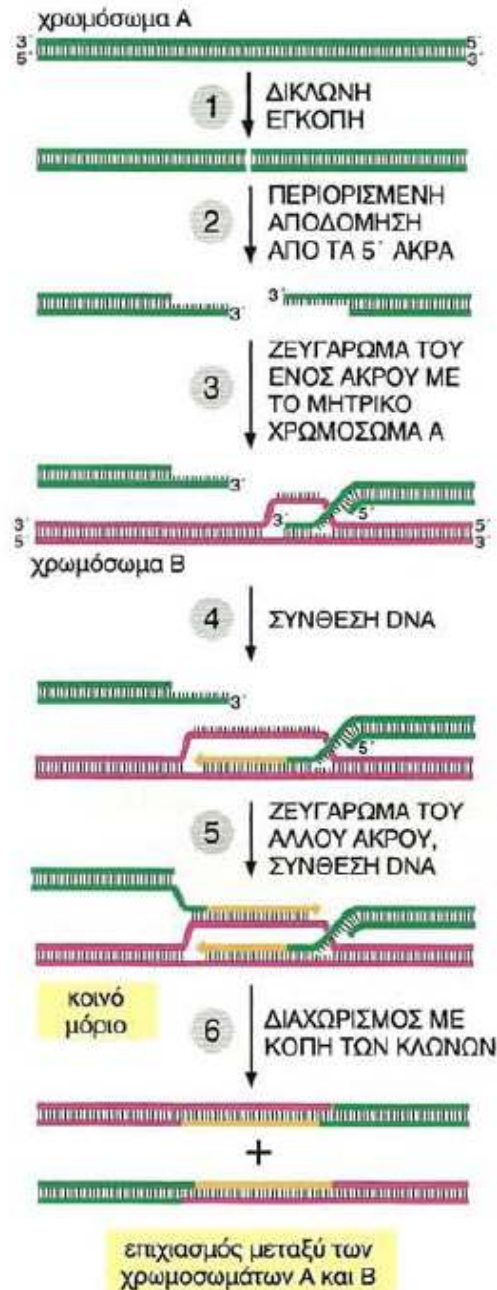 χρωμόσωμα Α
3´ 5´
5´ 3´
1 ΔΙΚΛΩΝΗ
ΕΓΚΟΠΗ
2 ΠΕΡΙΟΡΙΣΜΕΝΗ
ΑΠΟΔΟΜΗΣΗ
ΑΠΟ ΤΑ 5´ ΑΚΡΑ
3´ 3´
3 ΖΕΥΓΑΡΩΜΑ ΤΟΥ
ΕΝΟΣ ΑΚΡΟΥ ΜΕ
ΤΟ ΜΗΤΡΙΚΟ
ΧΡΩΜΟΣΩΜΑ Α
3´
3´ 3´ 5´ 5´
5´ 3´
χρωμόσωμα Β
4 ΣΥΝΘΕΣΗ DNA
3´
5´
5 ΖΕΥΓΑΡΩΜΑ ΤΟΥ
ΑΛΛΟΥ ΑΚΡΟΥ,
ΣΥΝΘΕΣΗ DNA
κοινό
μόριο
6 ΔΙΑΧΩΡΙΣΜΟΣ ΜΕ
ΚΟΠΗ ΤΩΝ ΚΛΩΝΩΝ
+
επιχιασμός μεταξύ των
χρωμοσωμάτων Α και Β